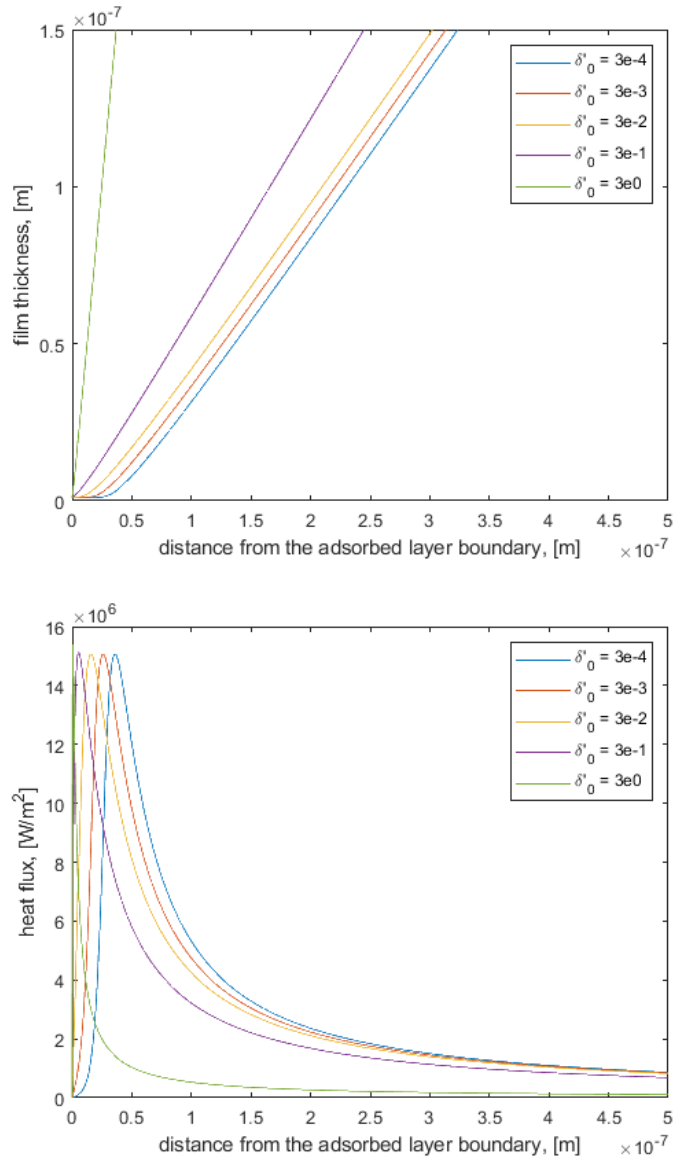 ×10⁻⁷
1.5
1
0.5
0
film thickness, [m]
δ'₀ = 3e-4
δ'₀ = 3e-3
δ'₀ = 3e-2
δ'₀ = 3e-1
δ'₀ = 3e0
0 0.5 1 1.5 2 2.5 3 3.5 4 4.5 5
distance from the adsorbed layer boundary, [m] ×10⁻⁷
×10⁶
16
14
12
10
8
6
4
2
0
heat flux, [W/m²]
δ'₀ = 3e-4
δ'₀ = 3e-3
δ'₀ = 3e-2
δ'₀ = 3e-1
δ'₀ = 3e0
0 0.5 1 1.5 2 2.5 3 3.5 4 4.5 5
distance from the adsorbed layer boundary, [m] ×10⁻⁷